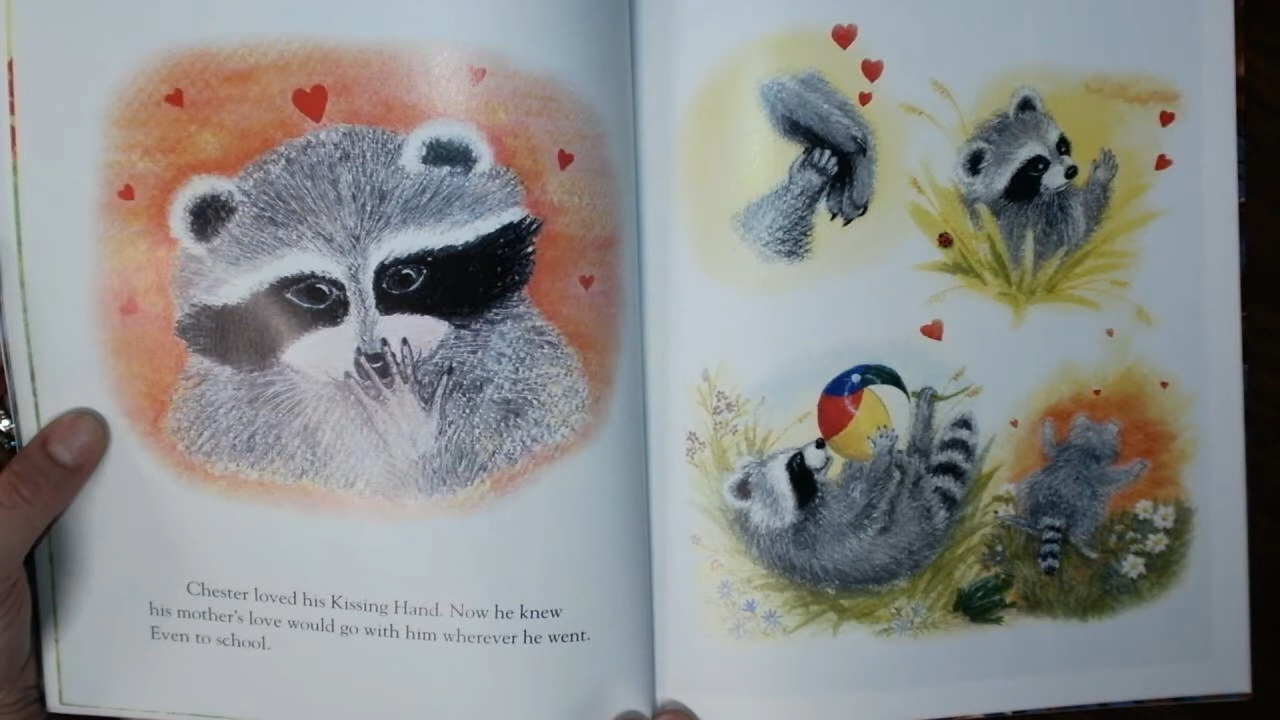 Chester loved his Kissing Hand. Now he knew
his mother's love would go with him wherever he went.
Even to school.